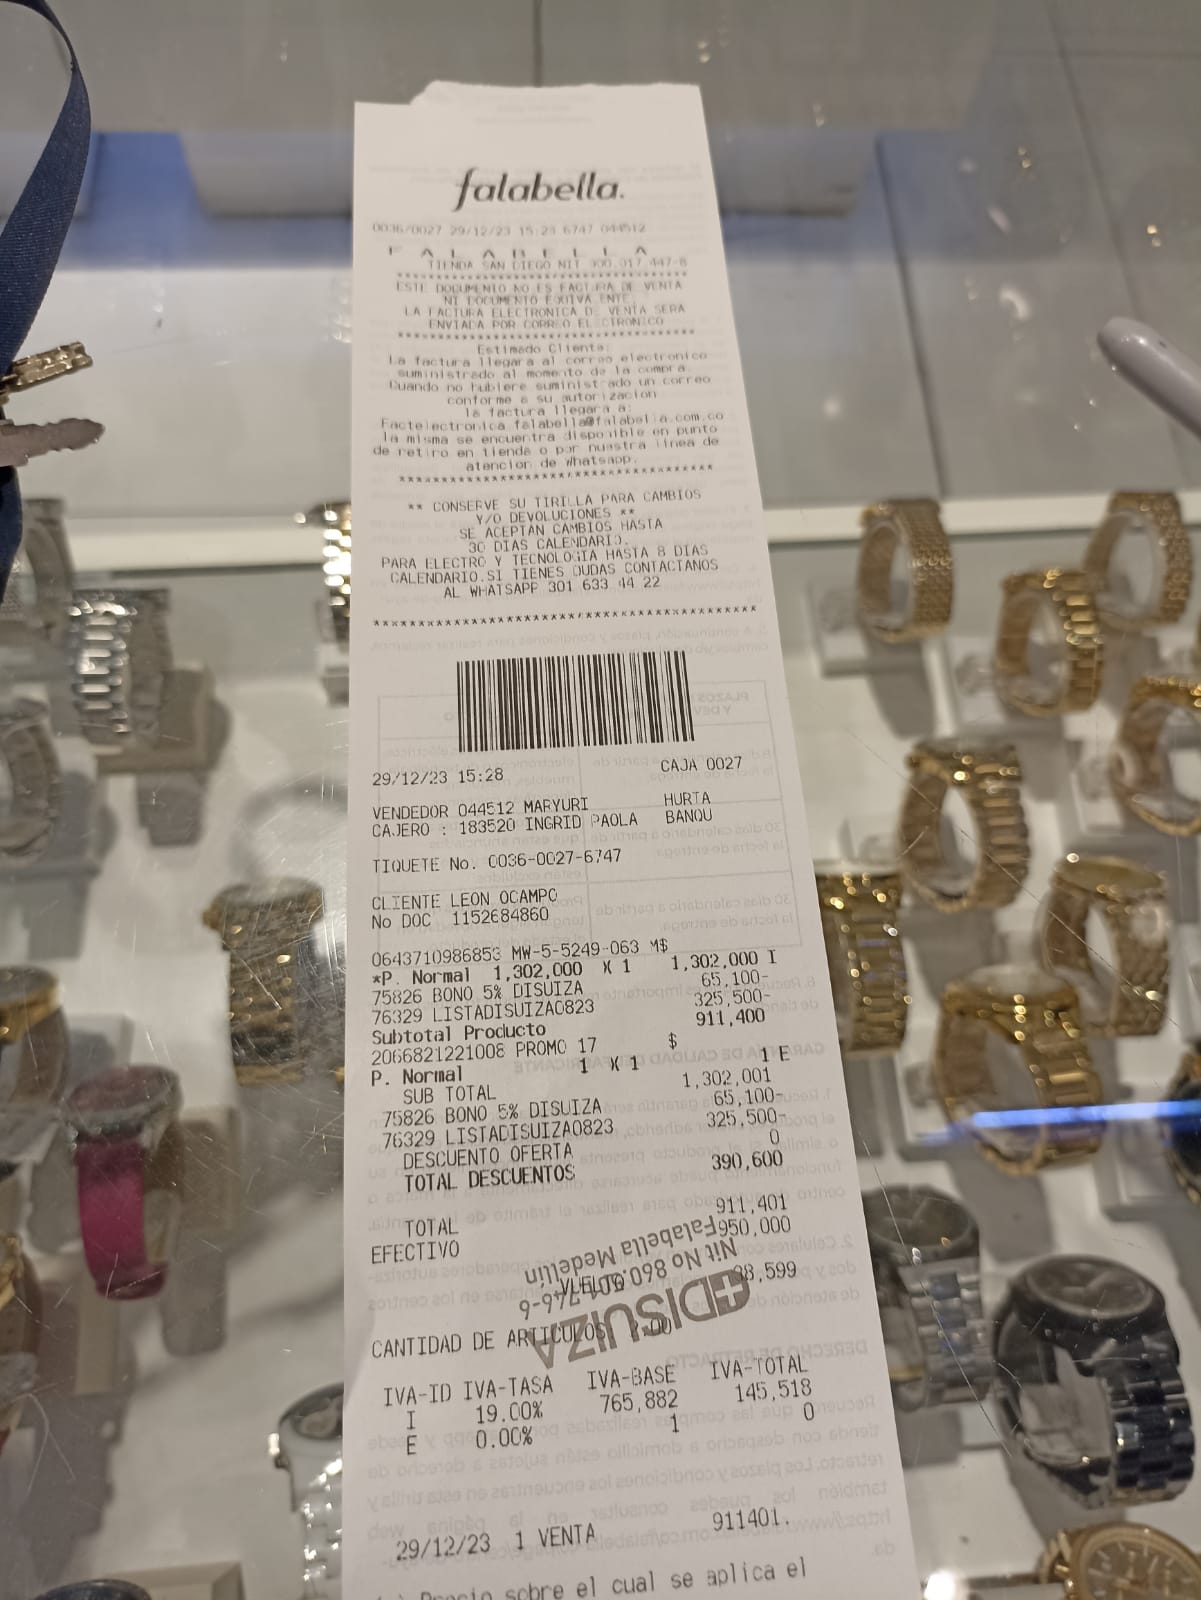 falabella.
0036/0027 29/12/23 15:23 6747 044512
F A L A B E L L A
TIENDA SAN DIEGO NIT 900.017.447-8
********************************
ESTE DOCUMENTO NO ES FACTURA DE VENTA
NI DOCUMENTO EQUIVALENTE.
LA FACTURA ELECTRONICA DE VENTA SERA
ENVIADA POR CORREO ELECTRONICO
********************************
Estimado Cliente:
La factura llegara al correo electronico
suministrado al momento de la compra.
Cuando no hubiere suministrado un correo
conforme a su autorizacion
la factura llegara a:
Factelectronica.falabella@falabella.com.co
la misma se encuentra disponible en punto
de retiro en tienda o por nuestra linea de
atencion de Whatsapp.
***********************************
** CONSERVE SU TIRILLA PARA CAMBIOS
Y/O DEVOLUCIONES **
SE ACEPTAN CAMBIOS HASTA
30 DIAS CALENDARIO.
PARA ELECTRO Y TECNOLOGIA HASTA 8 DIAS
CALENDARIO.SI TIENES DUDAS CONTACTANOS
AL WHATSAPP 301 633 44 22
******************************************
29/12/23 15:28 CAJA 0027
VENDEDOR 044512 MARYURI HURTA
CAJERO : 183520 INGRID PAOLA BANQU
TIQUETE No. 0036-0027-6747
CLIENTE LEON OCAMPO
No DOC 1152684860
0643710986853 MW-5-5249-063 M$
*P. Normal 1,302,000 X 1 1,302,000 I
75826 BONO 5% DISUIZA 65,100-
76329 LISTADISUIZA0823 325,500-
Subtotal Producto 911,400
2066821221008 PROMO 17 $
P. Normal 1 X 1 1 E
SUB TOTAL 1,302,001
75826 BONO 5% DISUIZA 65,100-
76329 LISTADISUIZA0823 325,500-
DESCUENTO OFERTA 0
TOTAL DESCUENTOS 390,600
TOTAL 911,401
EFECTIVO 950,000
VUELTA 38,599
DISUIZA
Nit No 860.501.746-6
Falabella Medellín
CANTIDAD DE ARTICULOS:
IVA-ID IVA-TASA IVA-BASE IVA-TOTAL
I 19.00% 765,882 145,518
E 0.00% 1 0
29/12/23 1 VENTA 911401.
Precio sobre el cual se aplica el